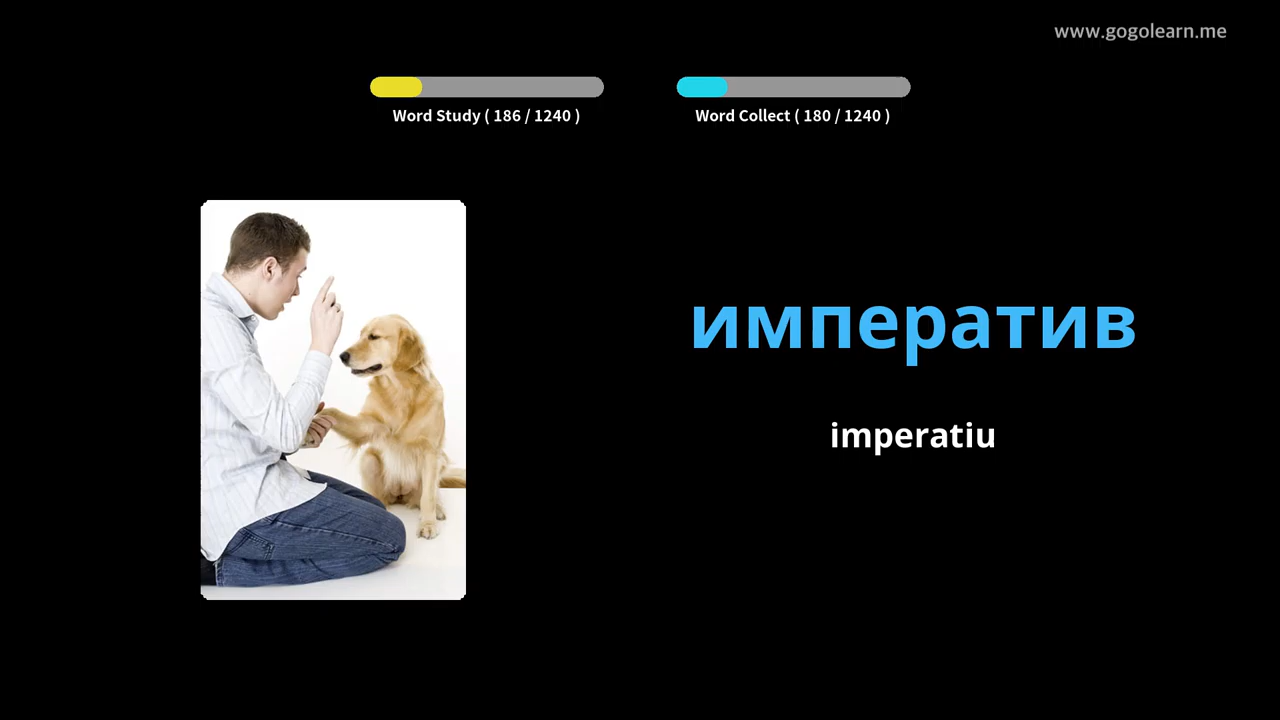 www.gogolearn.me
Word Study ( 186 / 1240 )
Word Collect ( 180 / 1240 )
императив
imperatiu